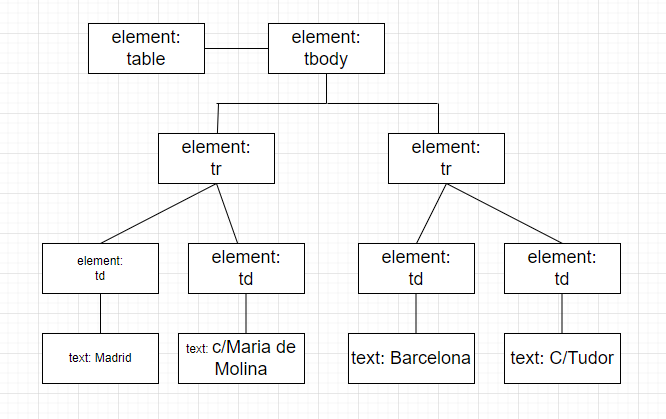 element:
table
element:
tbody
element:
tr
element:
tr
element:
td
element:
td
element:
td
element:
td
text: Madrid
text: c/Maria de
Molina
text: Barcelona
text: C/Tudor